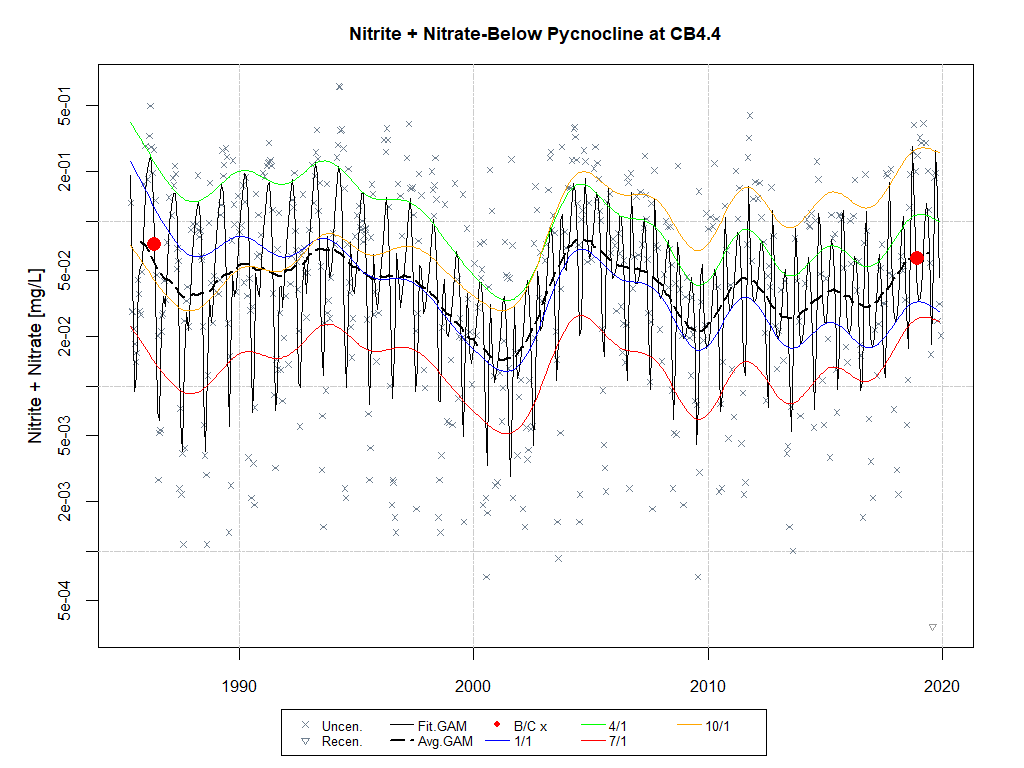 Nitrite + Nitrate-Below Pycnocline at CB4.4
Nitrite + Nitrate [mg/L]
5e-01
2e-01
5e-02
2e-02
5e-03
2e-03
5e-04
1990 2000 2010 2020
Uncen. Fit.GAM B/C x 4/1 10/1
Recen. Avg.GAM 1/1 7/1